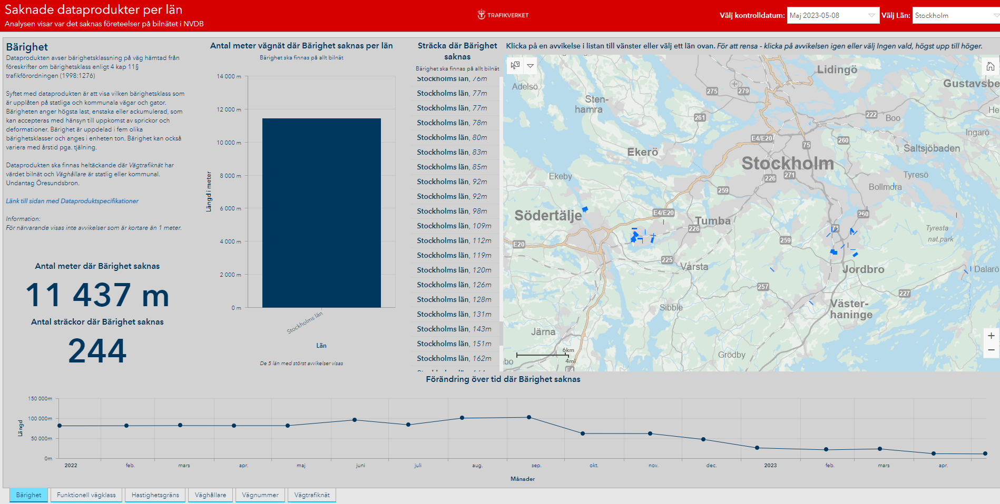 Saknade dataprodukter per län
Analysen visar var det saknas företeelser på bilnätet i NVDB
TRAFIKVERKET
Välj kontrolldatum:
Maj 2023-05-08
Välj Län:
Stockholm
Bärighet
Dataprodukten avser bärighetsklassning på väg hämtad från
föreskrifter om bärighetsklass enligt 4 kap 11§
trafikförordningen (1998:1276)
Syftet med dataprodukten är att visa vilken bärighetsklass som
är upplåten på statliga och kommunala vägar och gator.
Bärigheten anger högsta last, enstaka eller ackumulerad, som
kan accepteras med hänsyn till uppkomst av sprickor och
deformationer. Bärighet är uppdelad i fem olika
bärighetsklasser och anges i enheten ton. Bärighet kan också
variera med årstid pga. tjälning.
Dataprodukten ska finnas heltäckande där Vägtrafiknät har
värdet bilnät och Väghållare är statlig eller kommunal.
Undantag Öresundsbron.
Länk till sidan med Dataproduktspecifikationer
Information:
För närvarande visas inte avvikelser som är kortare än 1 meter.
Antal meter där Bärighet saknas
11 437 m
Antal sträckor där Bärighet saknas
244
Antal meter vägnät där Bärighet saknas per län
Bärighet ska finnas på allt bilnät
14 000 m
12 000 m
10 000 m
8 000 m
6 000 m
4 000 m
2 000 m
0 m
Längd i meter
Stockholms län
Län
De 5 län med störst avvikelser visas
Sträcka där Bärighet
saknas
Bärighet ska finnas på allt bilnät
Stockholms län, 76m
Stockholms län, 77m
Stockholms län, 77m
Stockholms län, 78m
Stockholms län, 80m
Stockholms län, 83m
Stockholms län, 85m
Stockholms län, 92m
Stockholms län, 92m
Stockholms län, 98m
Stockholms län, 109m
Stockholms län, 112m
Stockholms län, 119m
Stockholms län, 120m
Stockholms län, 126m
Stockholms län, 128m
Stockholms län, 131m
Stockholms län, 143m
Stockholms län, 151m
Stockholms län, 162m
Klicka på en avvikelse i listan till vänster eller välj ett län ovan. För att rensa - klicka på avvikelsen igen eller välj Ingen vald, högst upp till höger.
Lidingö
Gustavsbe
Adelsö
275
279
Sten-
hamra
261
222
Boo
He
Ingarö
E4/E20
75
260
Saltsjöbaden
Ekerö
Stockholm
271
226
Tyresö
Ekeby
259
Bollmora
Södertälje
E4/E20
Tumba
226
260
73
Tyresta
nat.park
E20
259
225
Vårsta
Jordbro
Dalarö
257
227
Sibble
Väster-
haninge
Järna
6km
4mi
Grödby
bo
E4
+
−
Förändring över tid där Bärighet saknas
150 000m
100 000m
50 000m
0m
Längd
2022 feb. mars apr. maj juni juli aug. sep. okt. nov. dec. 2023 feb. mars apr.
Månader
Bärighet
Funktionell vägklass
Hastighetsgräns
Väghållare
Vägnummer
Vägtrafiknät